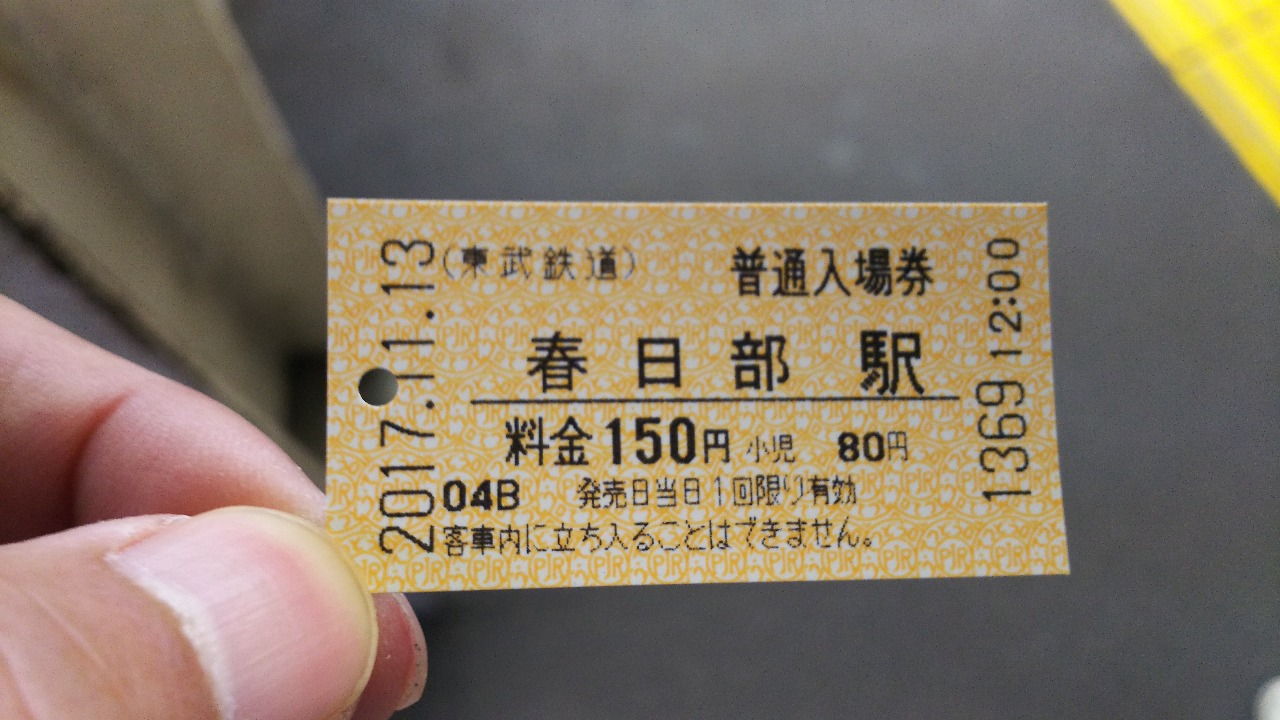 (東武鉄道) 普通入場券
春日部駅
料金150円 小児 80円
04B 発売日当日1回限り有効
客車内に立ち入ることはできません。
2017.11.13
1369 12:00